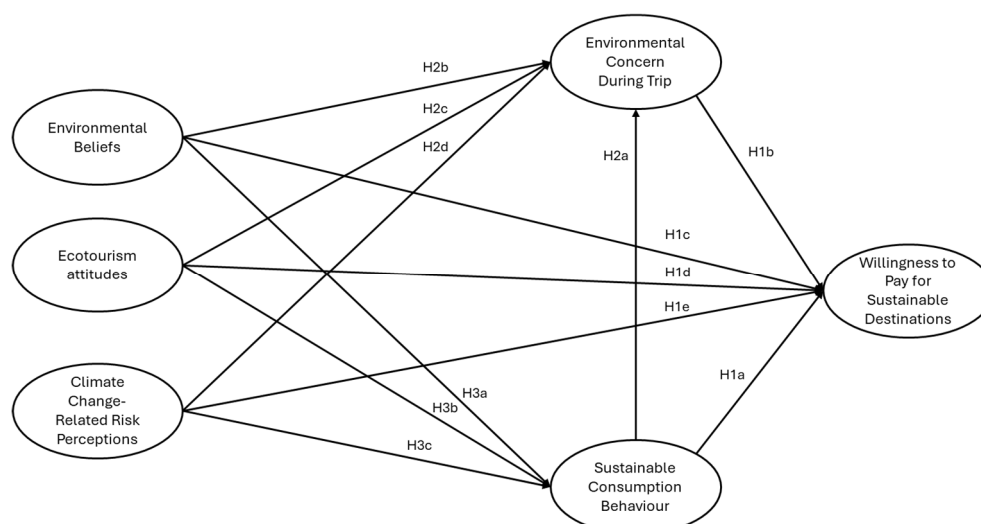 Environmental
Concern
During Trip
H2b
H2c
H2d
Environmental
Beliefs
H2a
H1b
H1c
Ecotourism
attitudes
H1d
Willingness to
Pay for
Sustainable
Destinations
H1e
Climate
Change-
Related Risk
Perceptions
H1a
H3a
H3b
H3c
Sustainable
Consumption
Behaviour